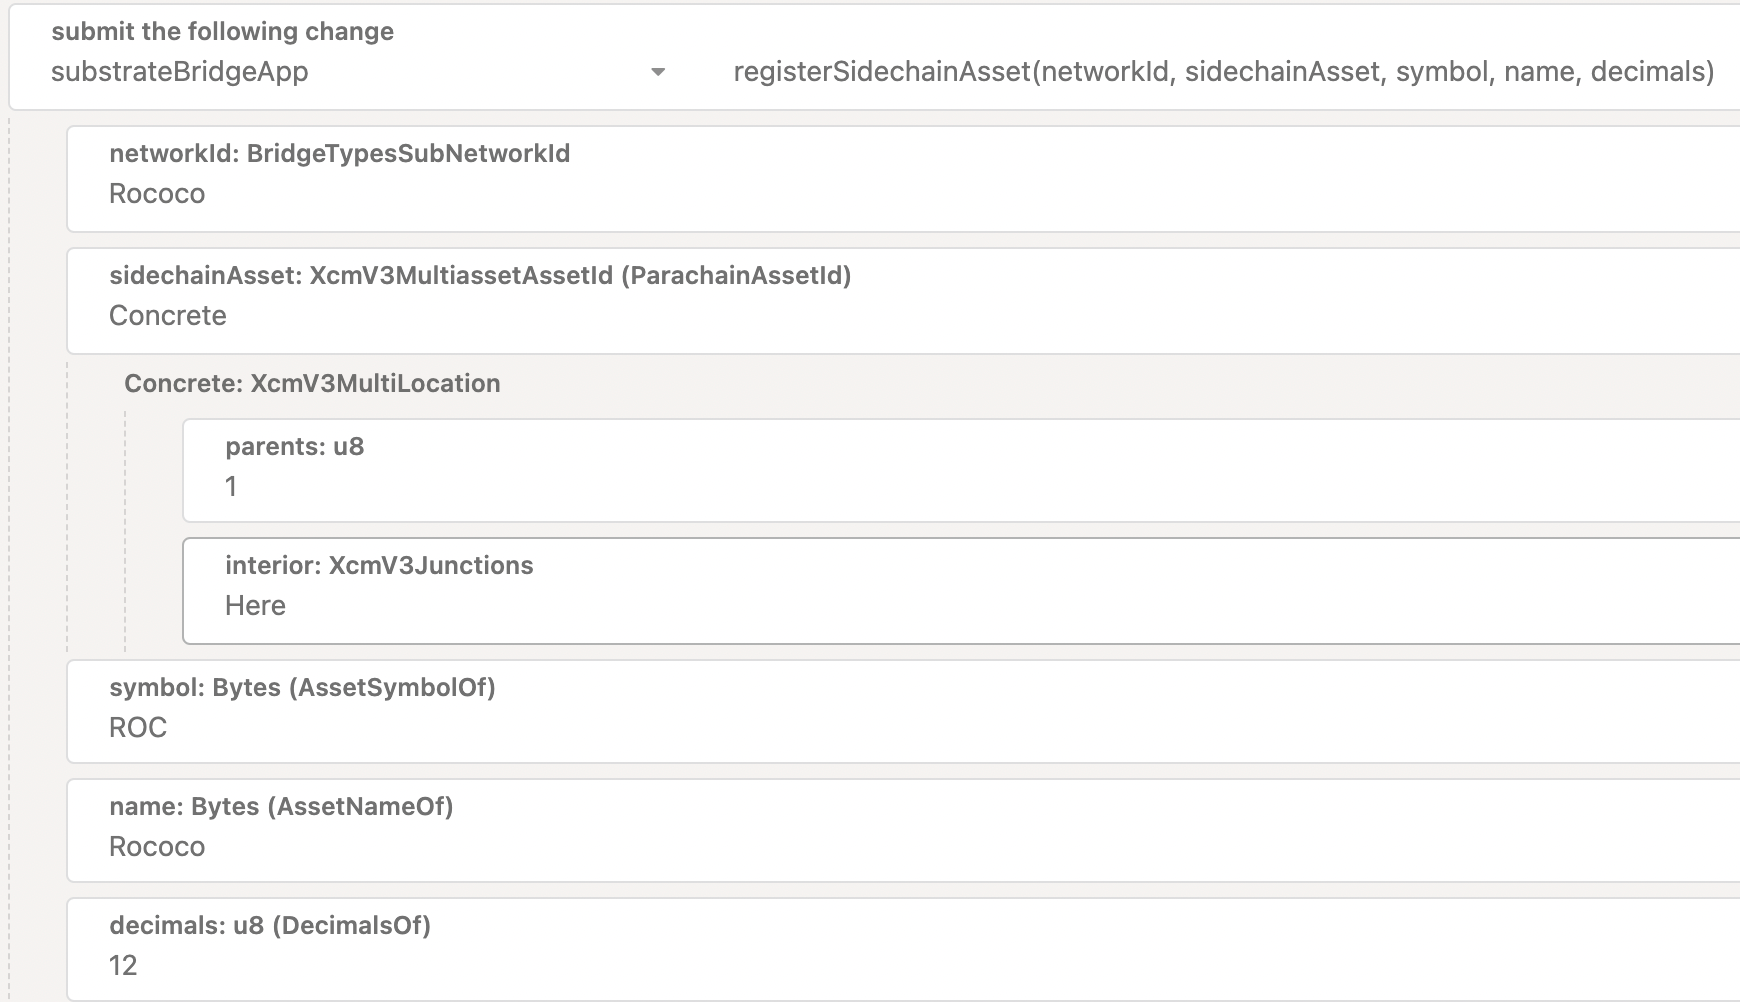 submit the following change
substrateBridgeApp registerSidechainAsset(networkId, sidechainAsset, symbol, name, decimals)
networkId: BridgeTypesSubNetworkId
Rococo
sidechainAsset: XcmV3MultiassetAssetId (ParachainAssetId)
Concrete
Concrete: XcmV3MultiLocation
parents: u8
1
interior: XcmV3Junctions
Here
symbol: Bytes (AssetSymbolOf)
ROC
name: Bytes (AssetNameOf)
Rococo
decimals: u8 (DecimalsOf)
12